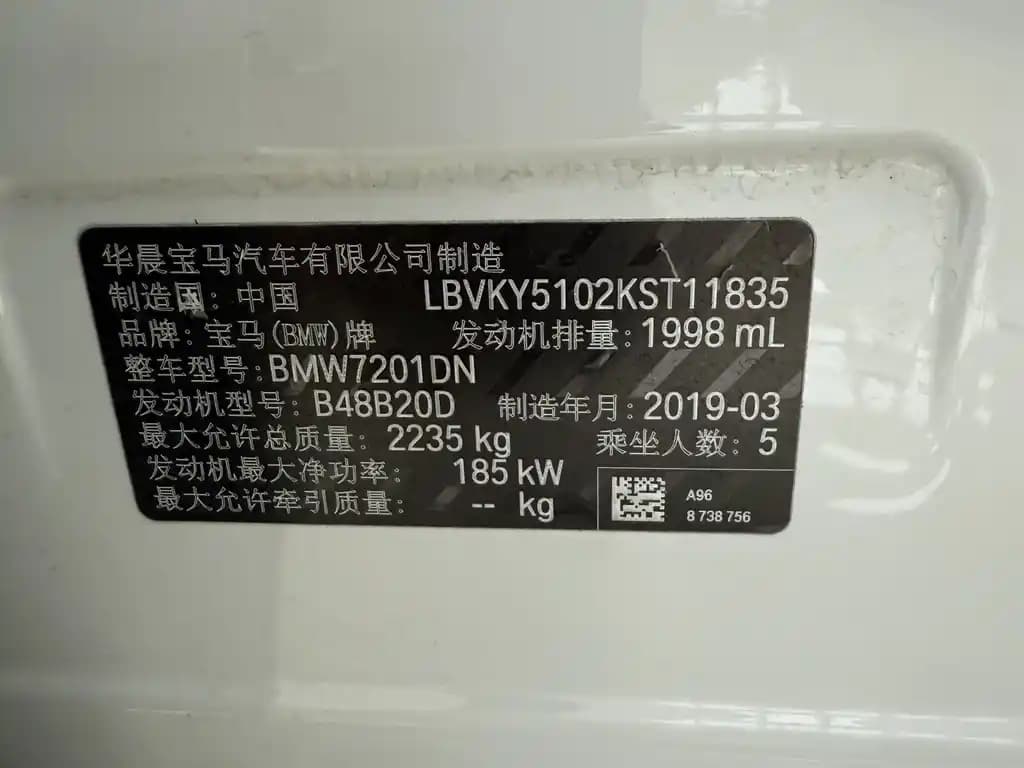 华晨宝马汽车有限公司制造
制造国: 中国 LBVKY5102KST11835
品牌: 宝马(BMW)牌 发动机排量: 1998 mL
整车型号: BMW7201DN
发动机型号: B48B20D 制造年月: 2019-03
最大允许总质量: 2235 kg 乘坐人数: 5
发动机最大净功率: 185 kW
最大允许牵引质量: -- kg
A96
8 738 756